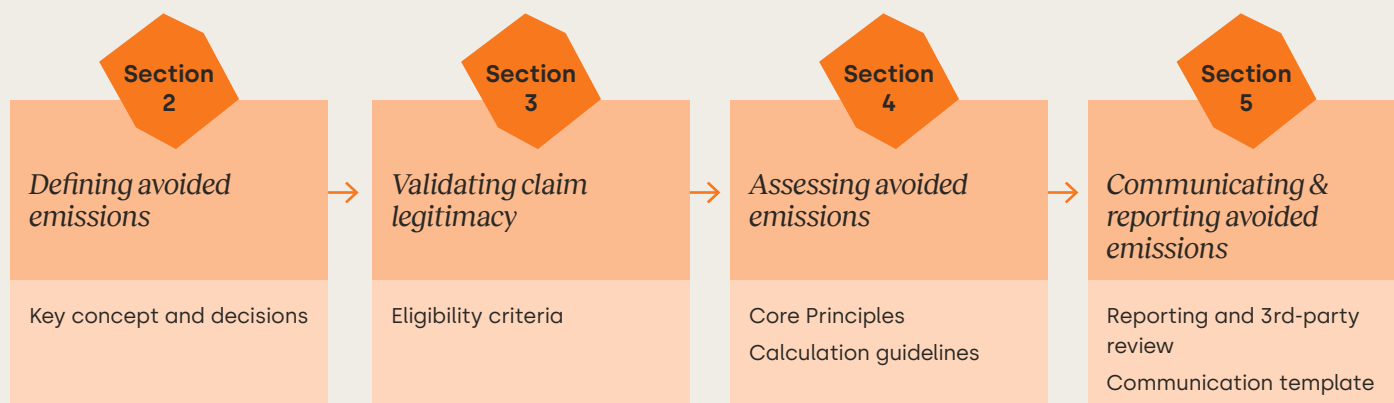 Section
2
Defining avoided
emissions
Key concept and decisions
Section
3
Validating claim
legitimacy
Eligibility criteria
Section
4
Assessing avoided
emissions
Core Principles
Calculation guidelines
Section
5
Communicating &
reporting avoided
emissions
Reporting and 3rd-party
review
Communication template